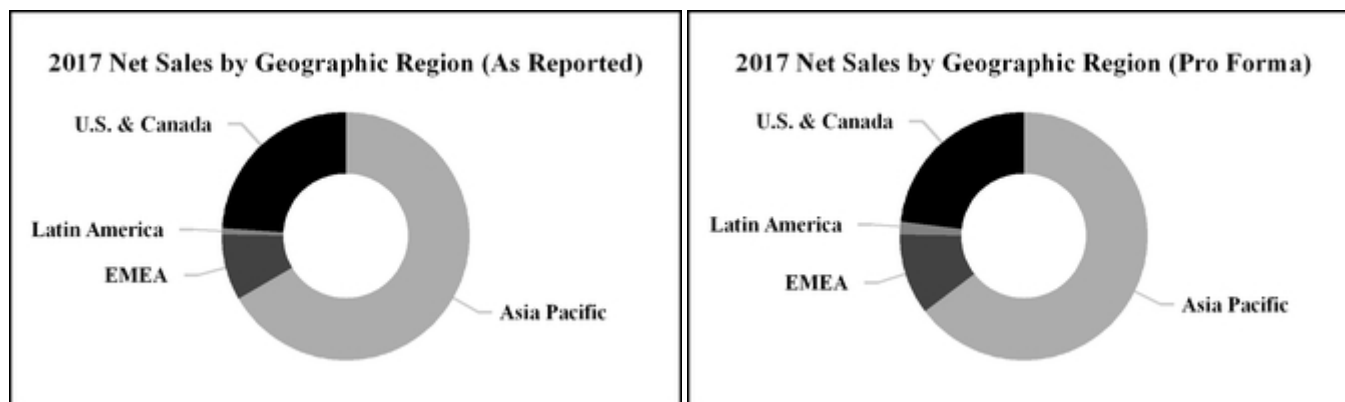 2017 Net Sales by Geographic Region (As Reported)
U.S. & Canada
Latin America
EMEA
Asia Pacific
2017 Net Sales by Geographic Region (Pro Forma)
U.S. & Canada
Latin America
EMEA
Asia Pacific